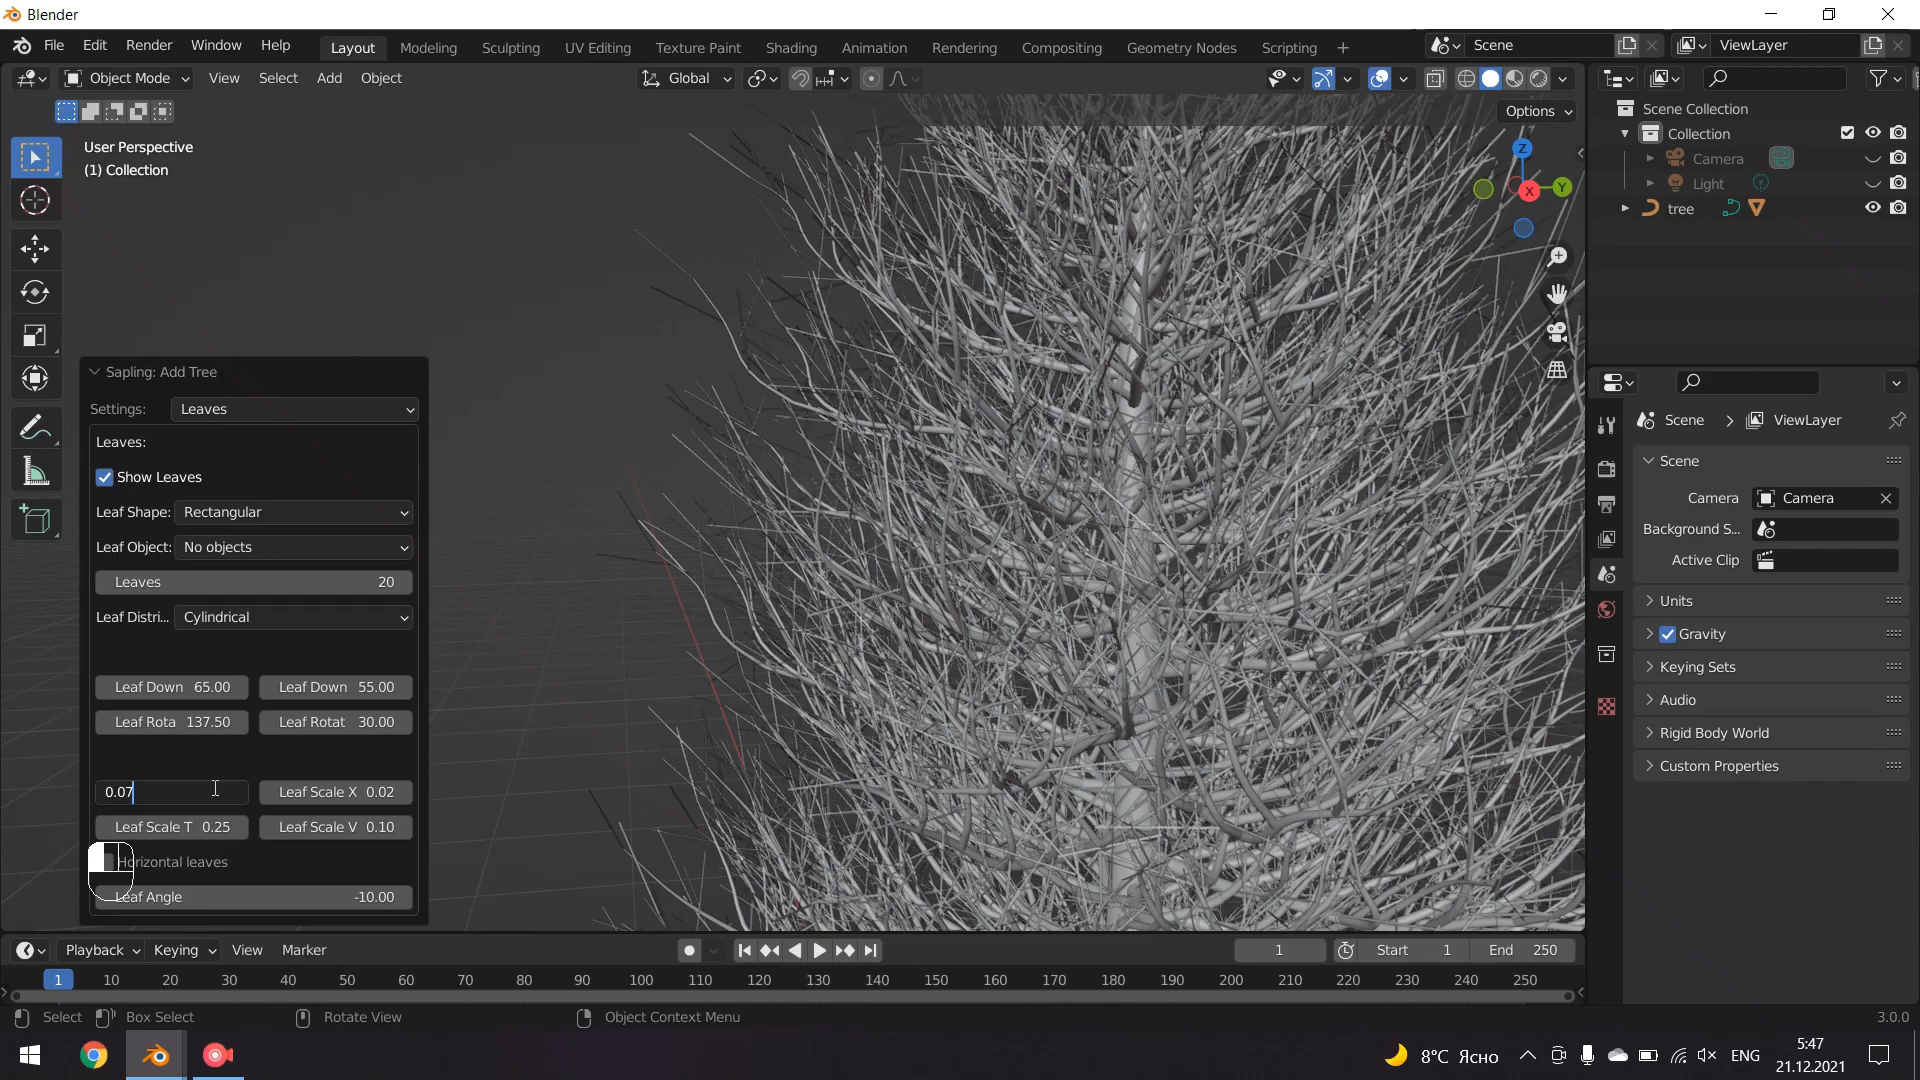 Blender
File Edit Render Window Help Layout Modeling Sculpting UV Editing Texture Paint Shading Animation Rendering Compositing Geometry Nodes Scripting Scene ViewLayer
Object Mode View Select Add Object Global
Options
User Perspective
(1) Collection
Z
Y
X
Scene Collection
Collection
Camera
Light
tree
Sapling: Add Tree
Settings: Leaves
Leaves:
Show Leaves
Leaf Shape: Rectangular
Leaf Object: No objects
Leaves 20
Leaf Distri... Cylindrical
Leaf Down 65.00 Leaf Down 55.00
Leaf Rota 137.50 Leaf Rotat 30.00
0.07 Leaf Scale X 0.02
Leaf Scale T 0.25 Leaf Scale V 0.10
Horizontal leaves
Leaf Angle -10.00
Scene ViewLayer
Scene
Camera Camera
Background S...
Active Clip
Units
Gravity
Keying Sets
Audio
Rigid Body World
Custom Properties
Playback Keying View Marker 1 Start 1 End 250
1 10 20 30 40 50 60 70 80 90 100 110 120 130 140 150 160 170 180 190 200 210 220 230 240 250
Select Box Select Rotate View Object Context Menu 3.0.0
8°C Ясно ENG 5:47
21.12.2021